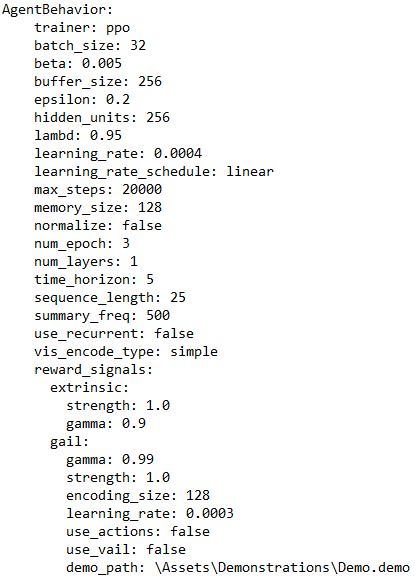 AgentBehavior:
trainer: ppo
batch_size: 32
beta: 0.005
buffer_size: 256
epsilon: 0.2
hidden_units: 256
lambd: 0.95
learning_rate: 0.0004
learning_rate_schedule: linear
max_steps: 20000
memory_size: 128
normalize: false
num_epoch: 3
num_layers: 1
time_horizon: 5
sequence_length: 25
summary_freq: 500
use_recurrent: false
vis_encode_type: simple
reward_signals:
extrinsic:
strength: 1.0
gamma: 0.9
gail:
gamma: 0.99
strength: 1.0
encoding_size: 128
learning_rate: 0.0003
use_actions: false
use_vail: false
demo_path: \Assets\Demonstrations\Demo.demo